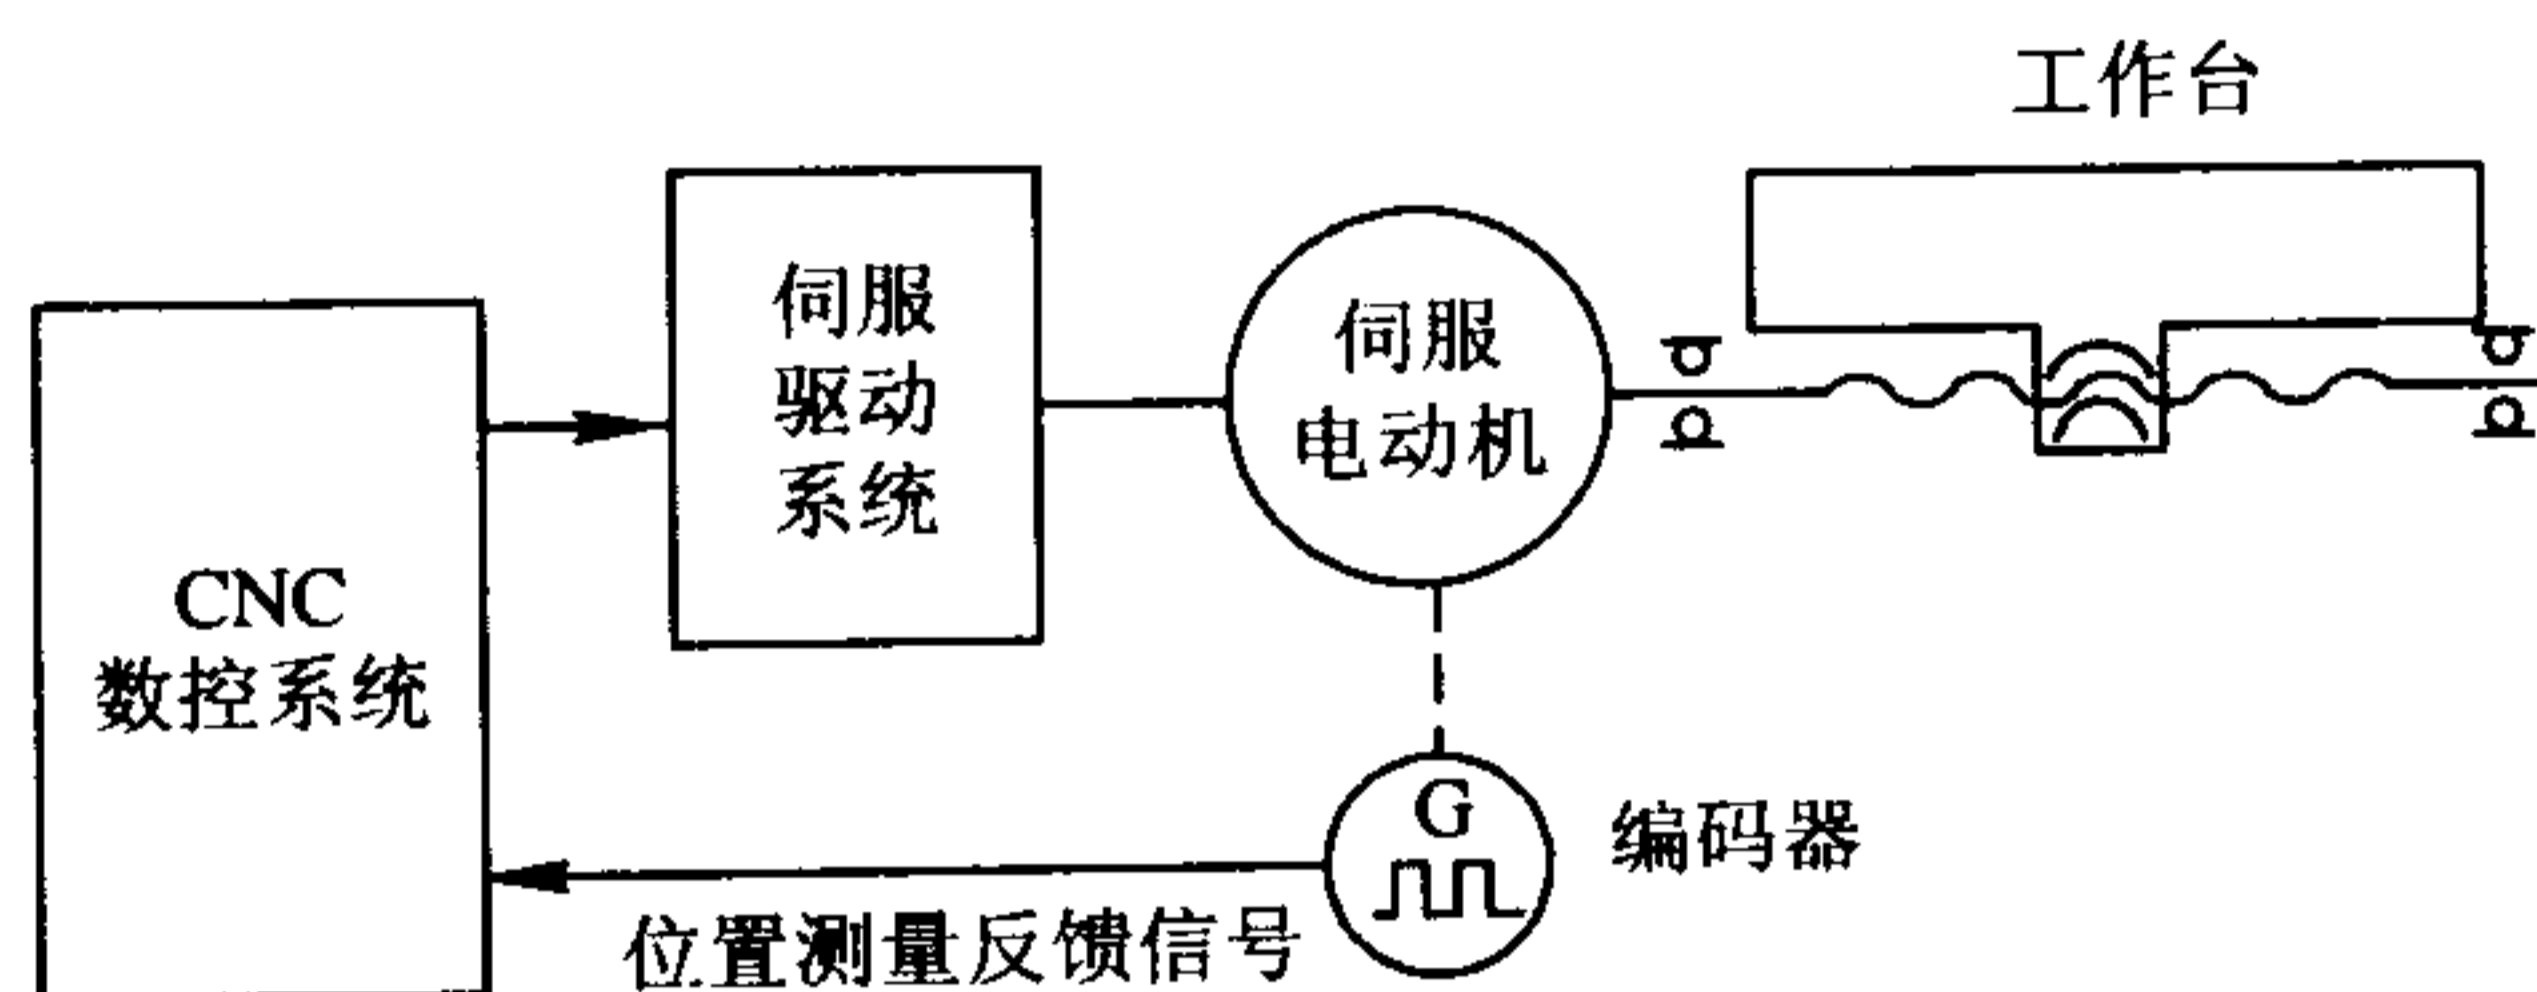 工作台
伺服
驱动
系统
伺服
电动机
CNC
数控系统
G
编码器
位置测量反馈信号